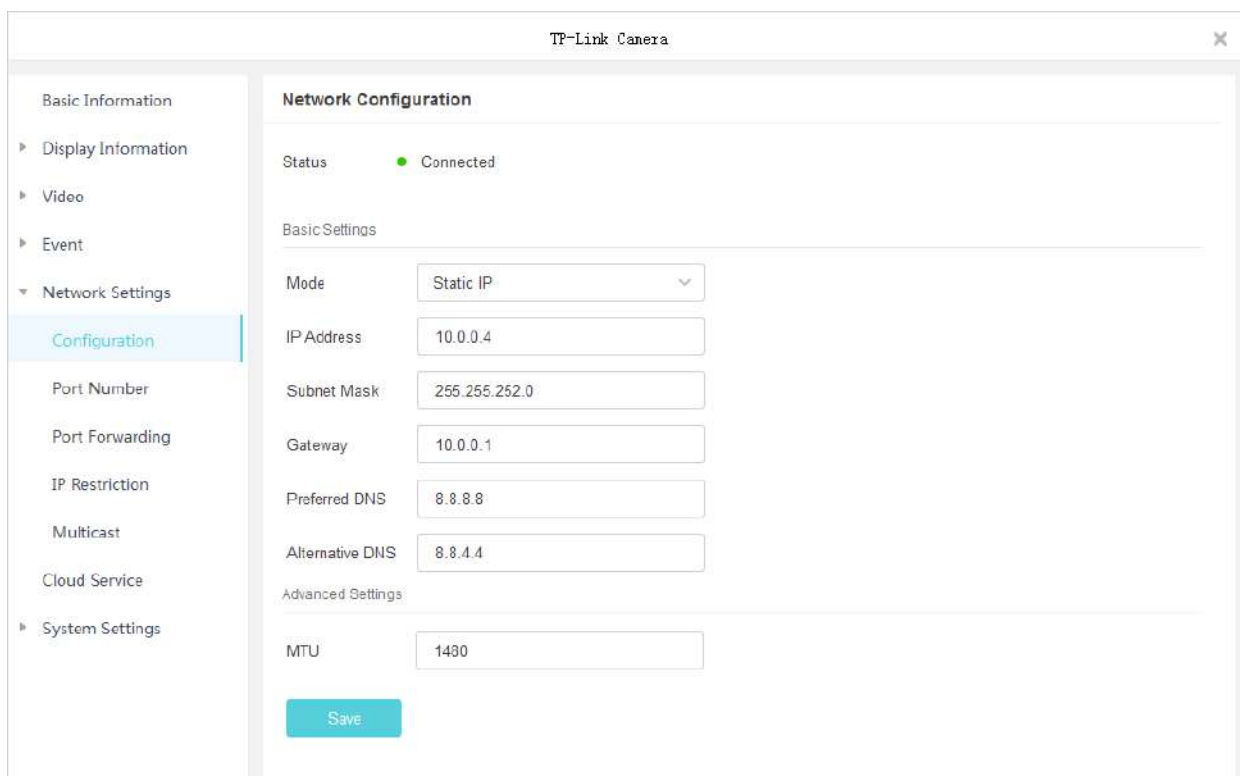 TP-Link Camera
Basic Information
Display Information
Video
Event
Network Settings
Configuration
Port Number
Port Forwarding
IP Restriction
Multicast
Cloud Service
System Settings
Network Configuration
Status Connected
Basic Settings
Mode Static IP
IP Address 10.0.0.4
Subnet Mask 255.255.252.0
Gateway 10.0.0.1
Preferred DNS 8.8.8.8
Alternative DNS 8.8.4.4
Advanced Settings
MTU 1480
Save